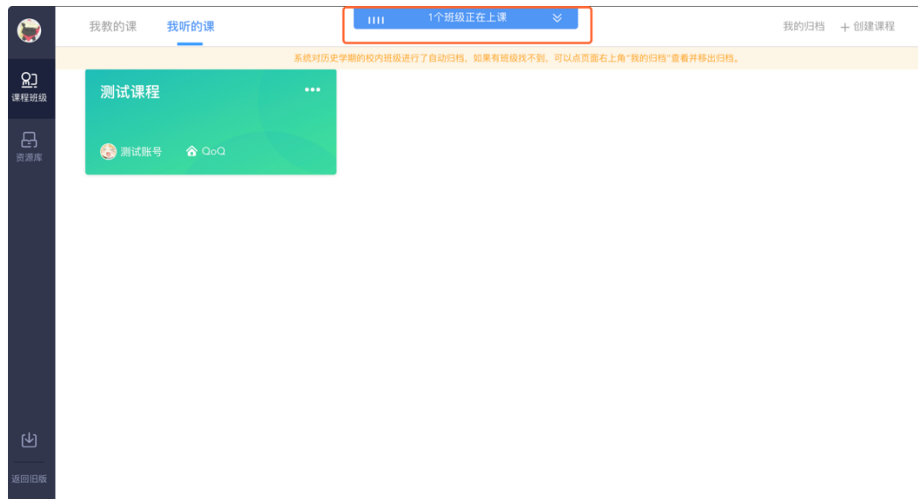 我教的课
我听的课
1个班级正在上课
我的归档
+ 创建课程
系统对历史学期的校内班级进行了自动归档，如果有班级找不到，可以点页面右上角“我的归档”查看并移出归档。
课程班级
测试课程
资源库
测试账号
QoQ
返回旧版